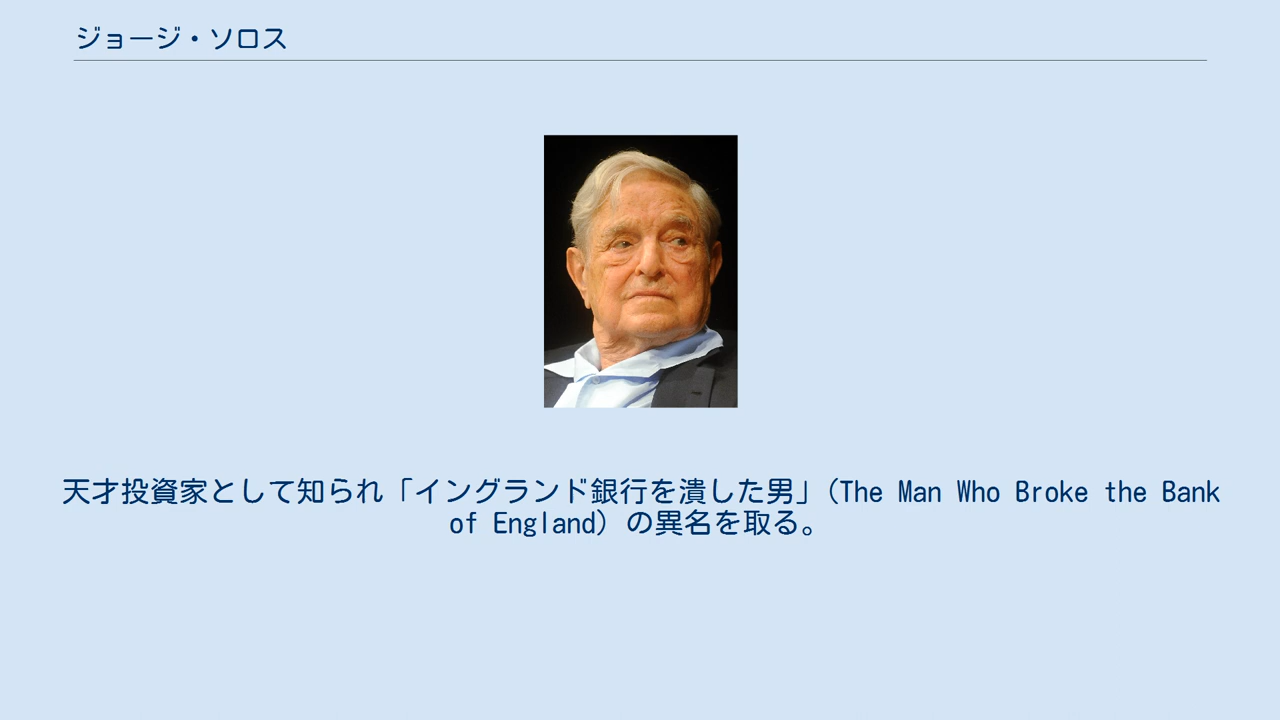 ジョージ・ソロス
天才投資家として知られ「イングランド銀行を潰した男」（The Man Who Broke the Bank
of England）の異名を取る。